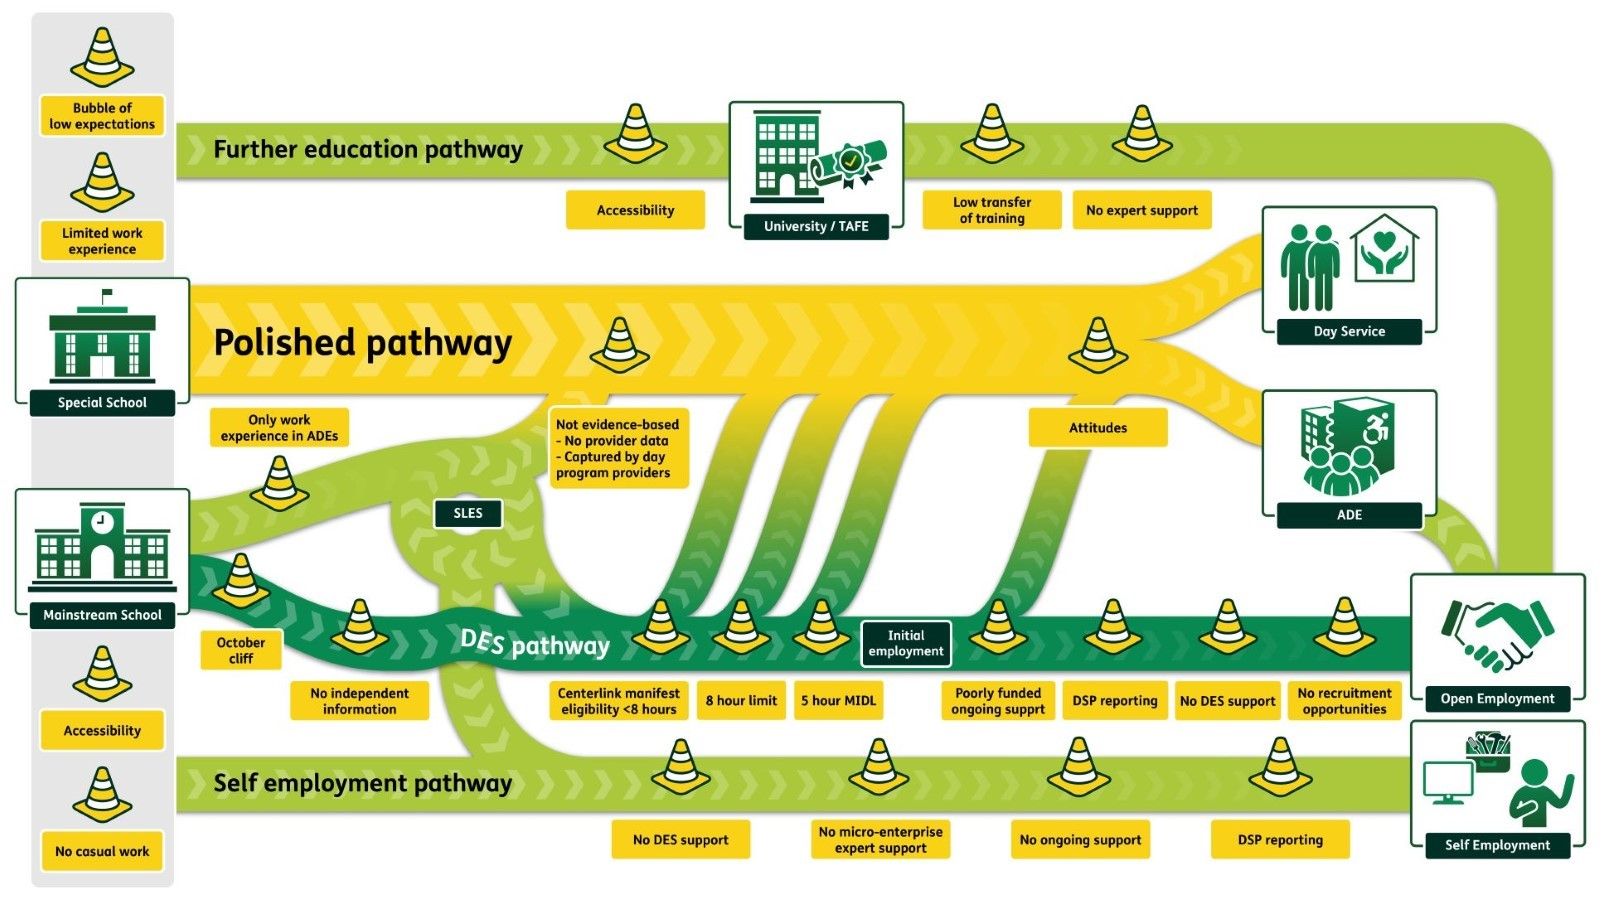 Bubble of
low expectations
Limited work
experience
Special School
Mainstream School
Accessibility
No casual work
Further education pathway
Accessibility
University / TAFE
Low transfer
of training
No expert support
Polished pathway
Day Service
Only work
experience in ADEs
Not evidence-based
- No provider data
- Captured by day
program providers
Attitudes
ADE
SLES
October
cliff
No independent
information
DES pathway
Centerlink manifest
eligibility <8 hours
8 hour limit
5 hour MIDL
Initial
employment
Poorly funded
ongoing supprt
DSP reporting
No DES support
No recruitment
opportunities
Open Employment
Self employment pathway
No DES support
No micro-enterprise
expert support
No ongoing support
DSP reporting
Self Employment